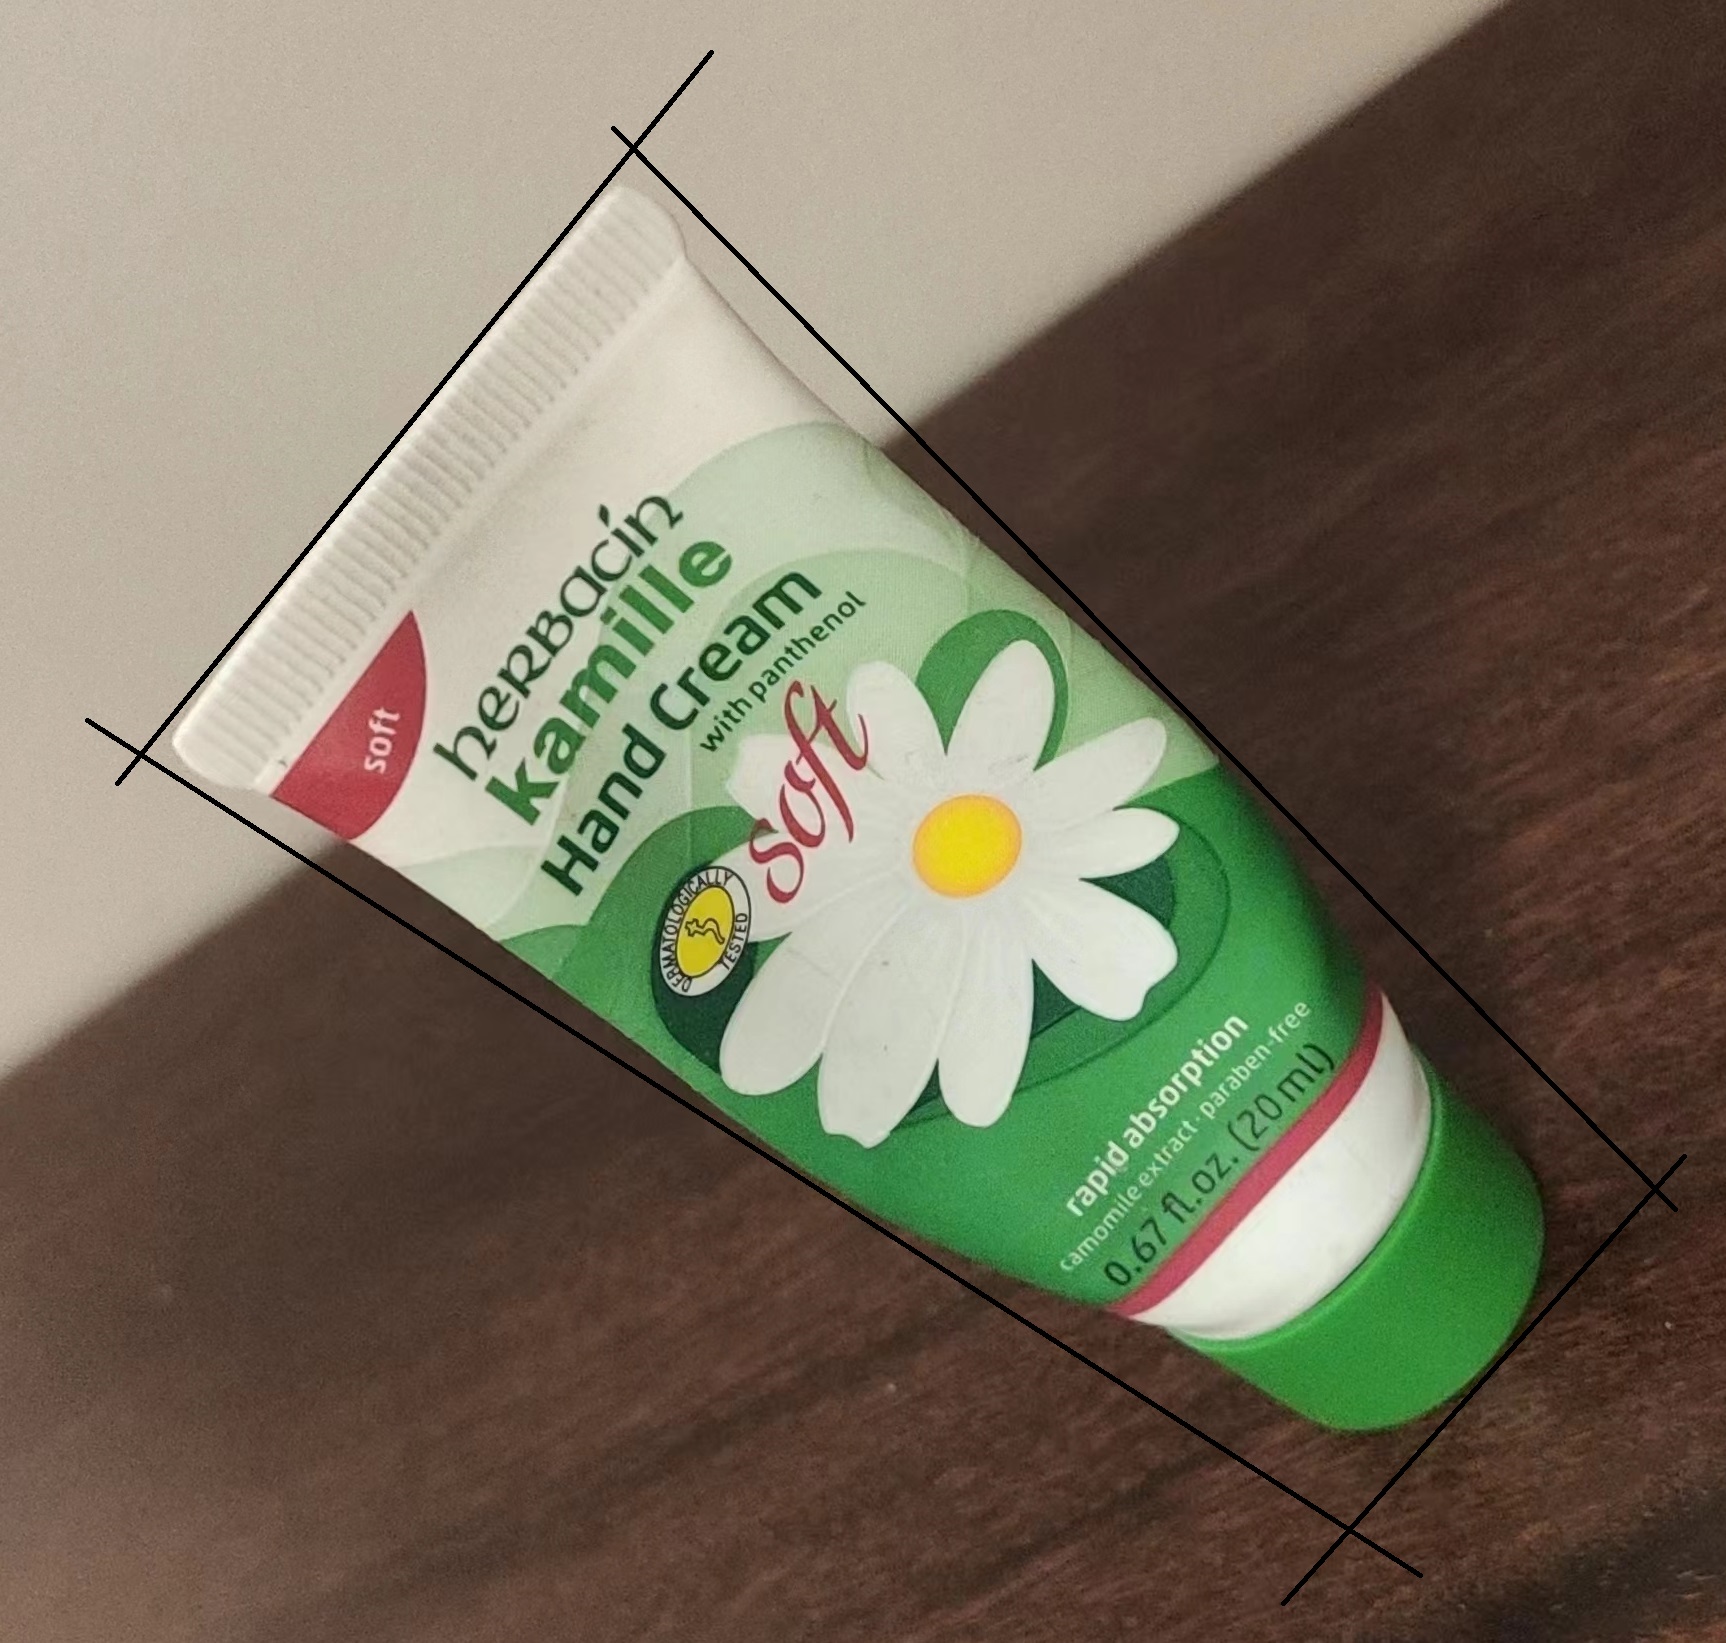 soft
herbacin
kamille
Hand Cream
with panthenol
soft
DERMATOLOGICALLY
TESTED
rapid absorption
camomile extract · paraben-free
0.67 fl.oz. (20 ml)